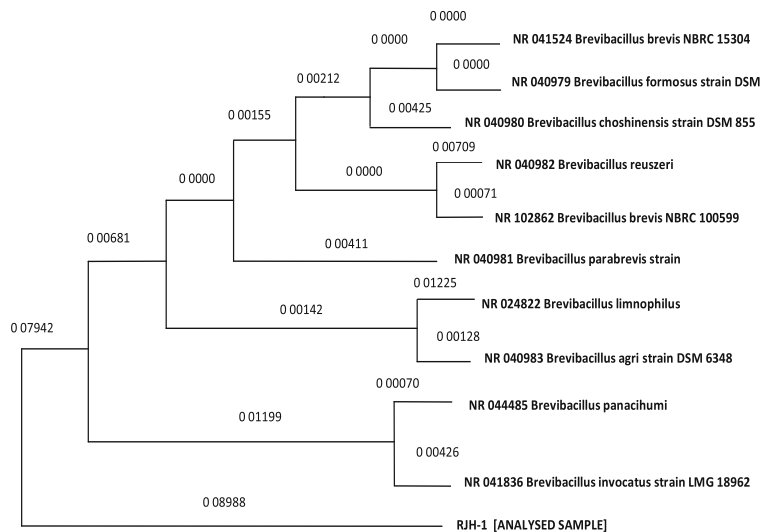 0 0000
0 0000
NR 041524 Brevibacillus brevis NBRC 15304
0 0000
0 00212
NR 040979 Brevibacillus formosus strain DSM
0 00425
0 00155
NR 040980 Brevibacillus choshinensis strain DSM 855
0 00709
0 0000
NR 040982 Brevibacillus reuszeri
0 0000
0 00071
NR 102862 Brevibacillus brevis NBRC 100599
0 00681
0 00411
NR 040981 Brevibacillus parabrevis strain
0 01225
NR 024822 Brevibacillus limnophilus
0 00142
0 07942
0 00128
NR 040983 Brevibacillus agri strain DSM 6348
0 00070
NR 044485 Brevibacillus panacihumi
0 01199
0 00426
NR 041836 Brevibacillus invocatus strain LMG 18962
0 08988
RJH-1 [ANALYSED SAMPLE]